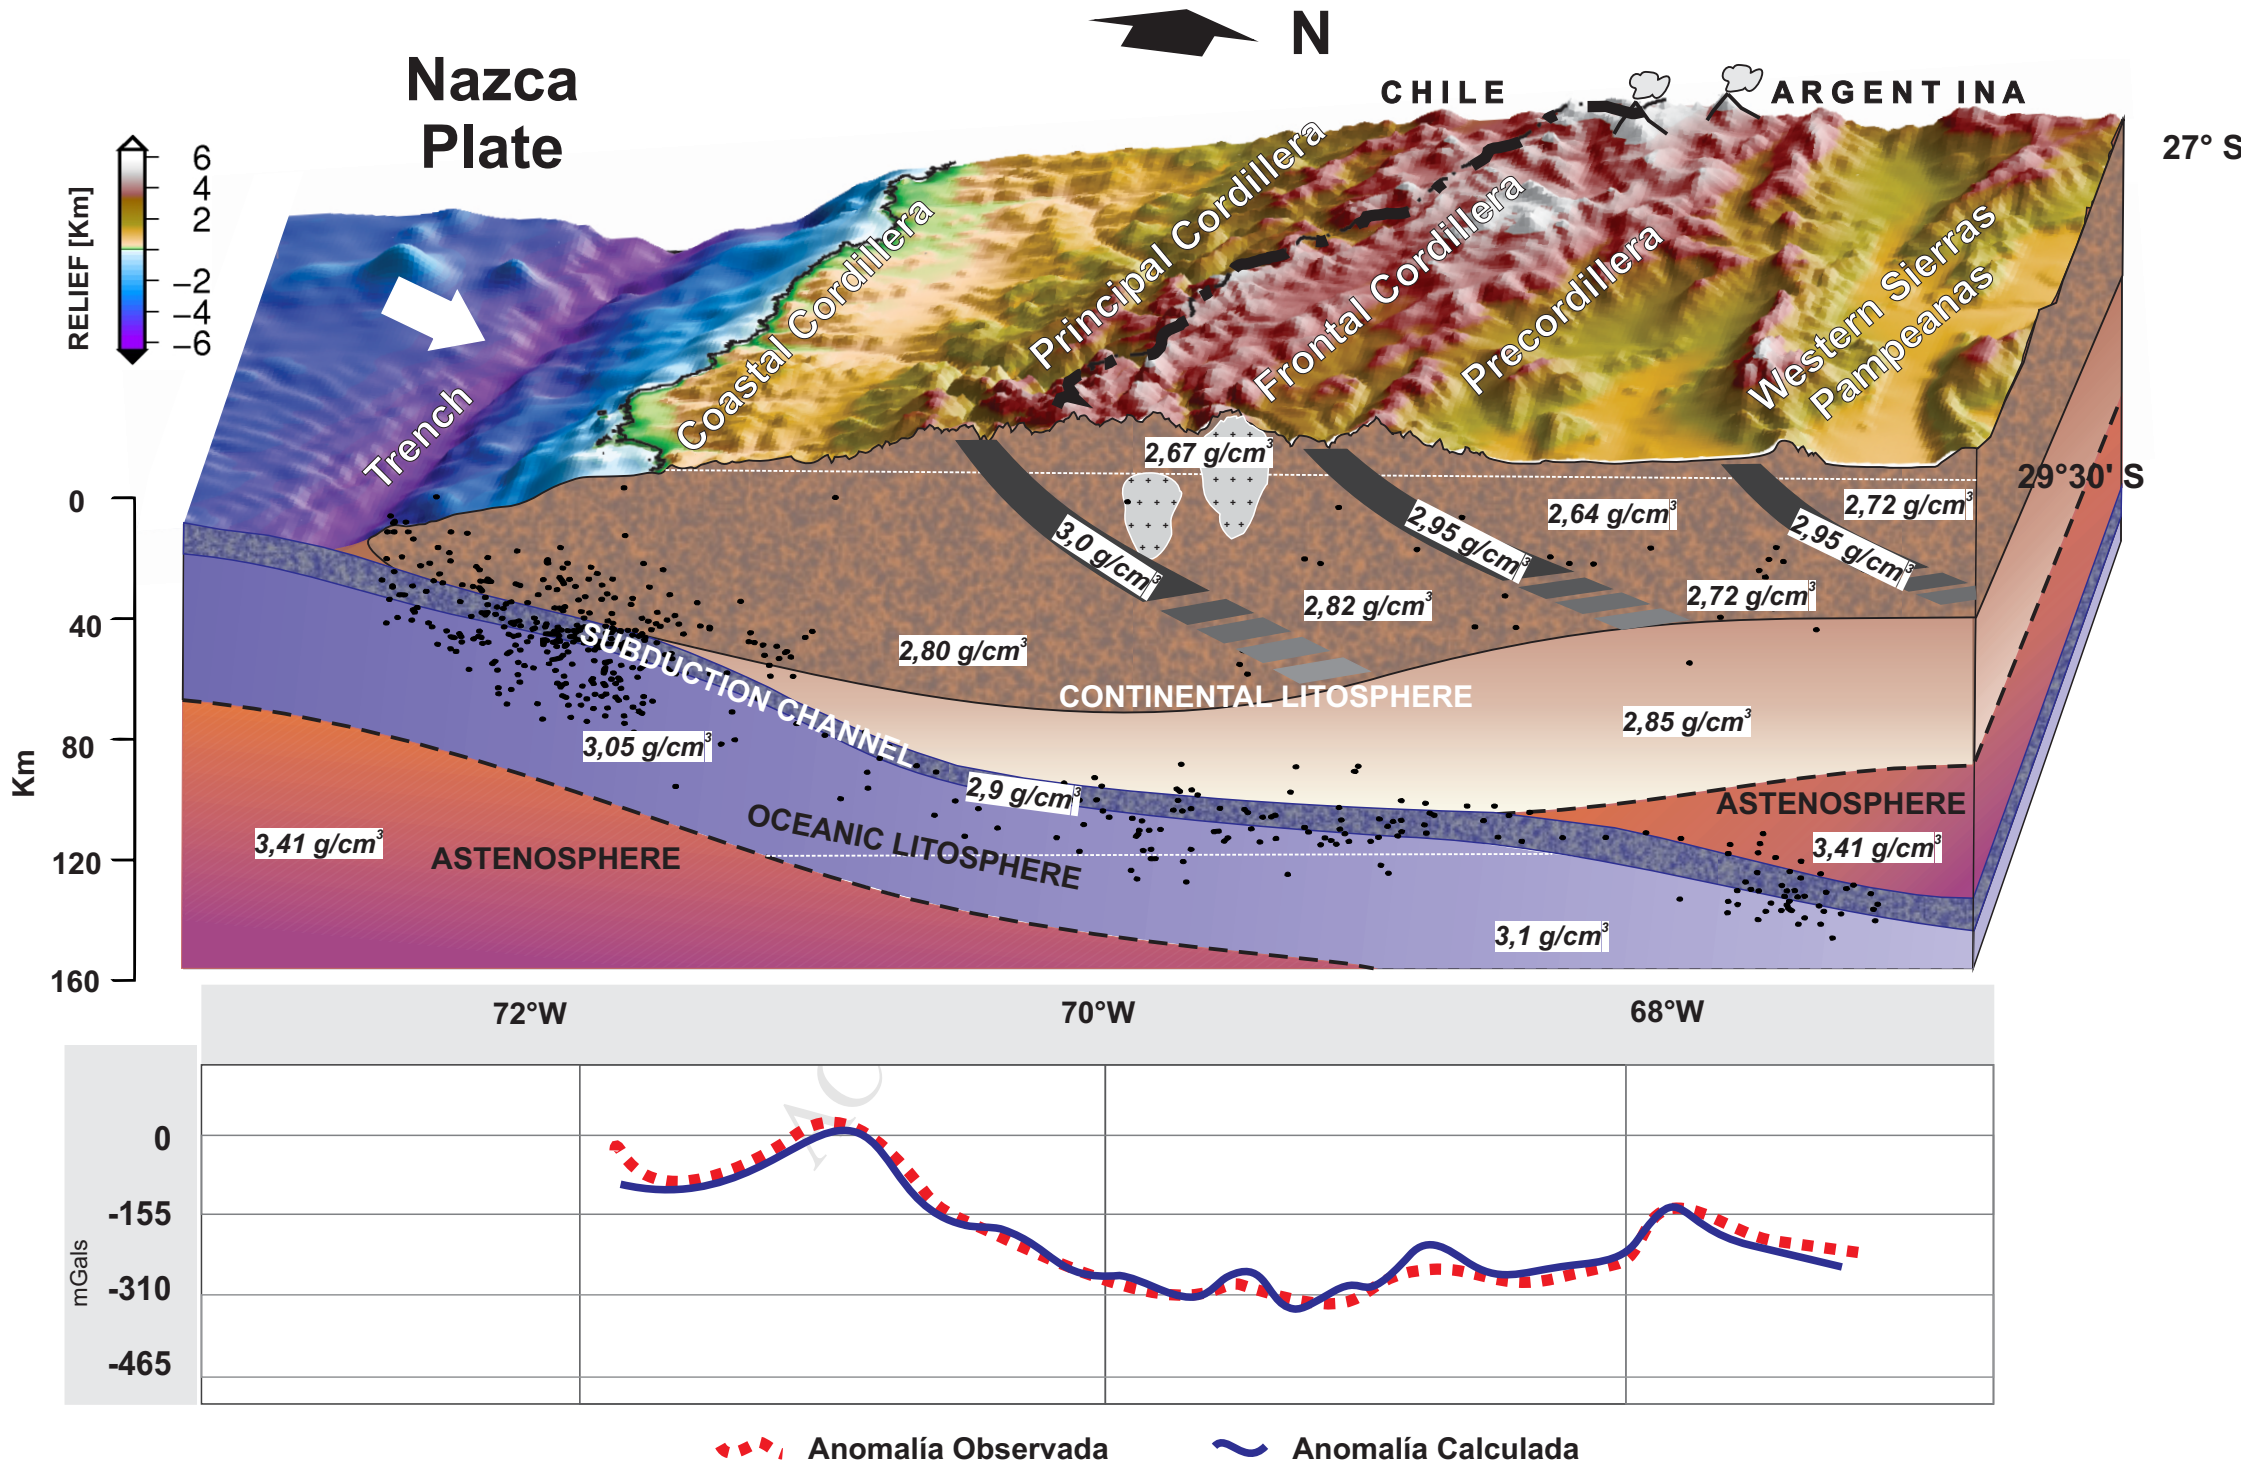 N
Nazca
Plate
CHILE
ARGENTINA
27° S
RELIEF [Km]
6
4
2
−2
−4
−6
Trench
Coastal Cordillera
Principal Cordillera
Frontal Cordillera
Precordillera
Western Sierras
Pampeanas
29°30' S
Km
0
40
80
120
160
2,67 g/cm³
3,0 g/cm³
2,95 g/cm³
2,64 g/cm³
2,72 g/cm³
2,95 g/cm³
2,82 g/cm³
2,72 g/cm³
2,80 g/cm³
SUBDUCTION CHANNEL
CONTINENTAL LITOSPHERE
2,85 g/cm³
3,05 g/cm³
2,9 g/cm³
OCEANIC LITOSPHERE
ASTENOSPHERE
3,41 g/cm³
3,41 g/cm³
ASTENOSPHERE
3,1 g/cm³
72°W
70°W
68°W
AC
mGals
0
-155
-310
-465
Anomalía Observada
Anomalía Calculada